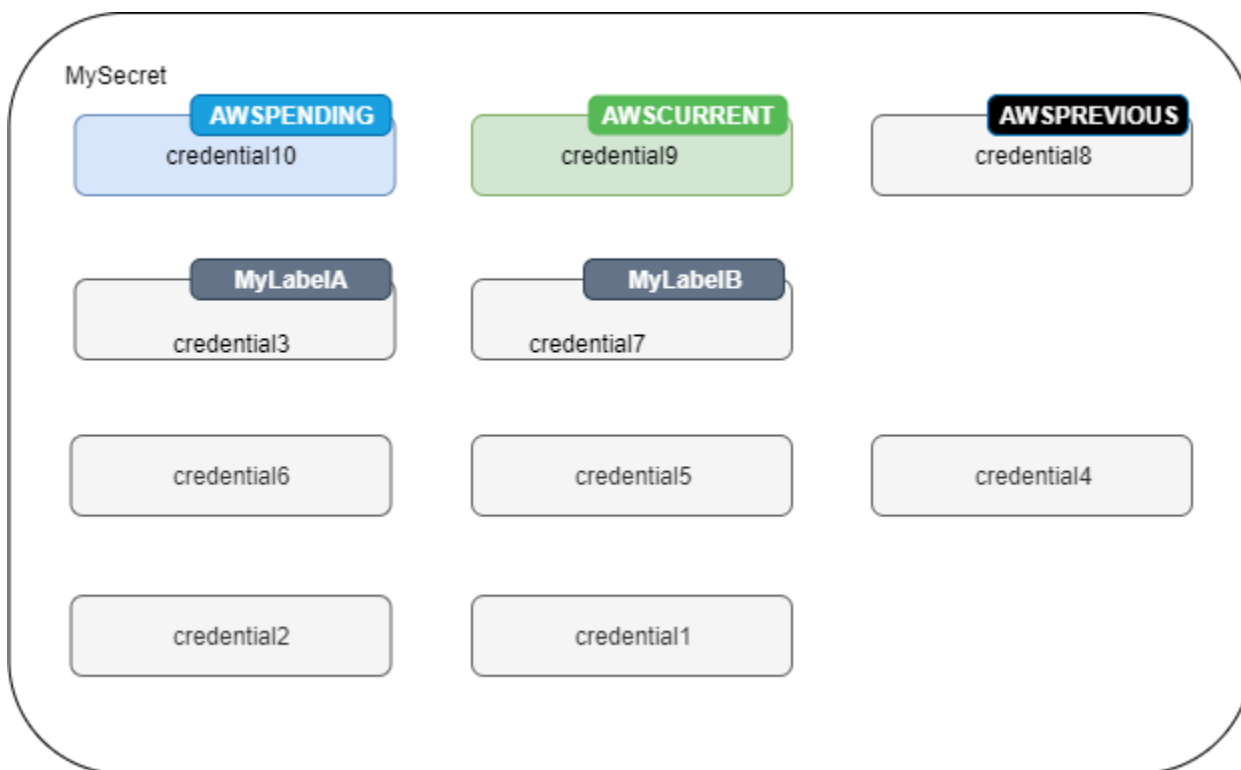 MySecret
AWSPENDING
credential10
AWSCURRENT
credential9
AWSPREVIOUS
credential8
MyLabelA
credential3
MyLabelB
credential7
credential6
credential5
credential4
credential2
credential1